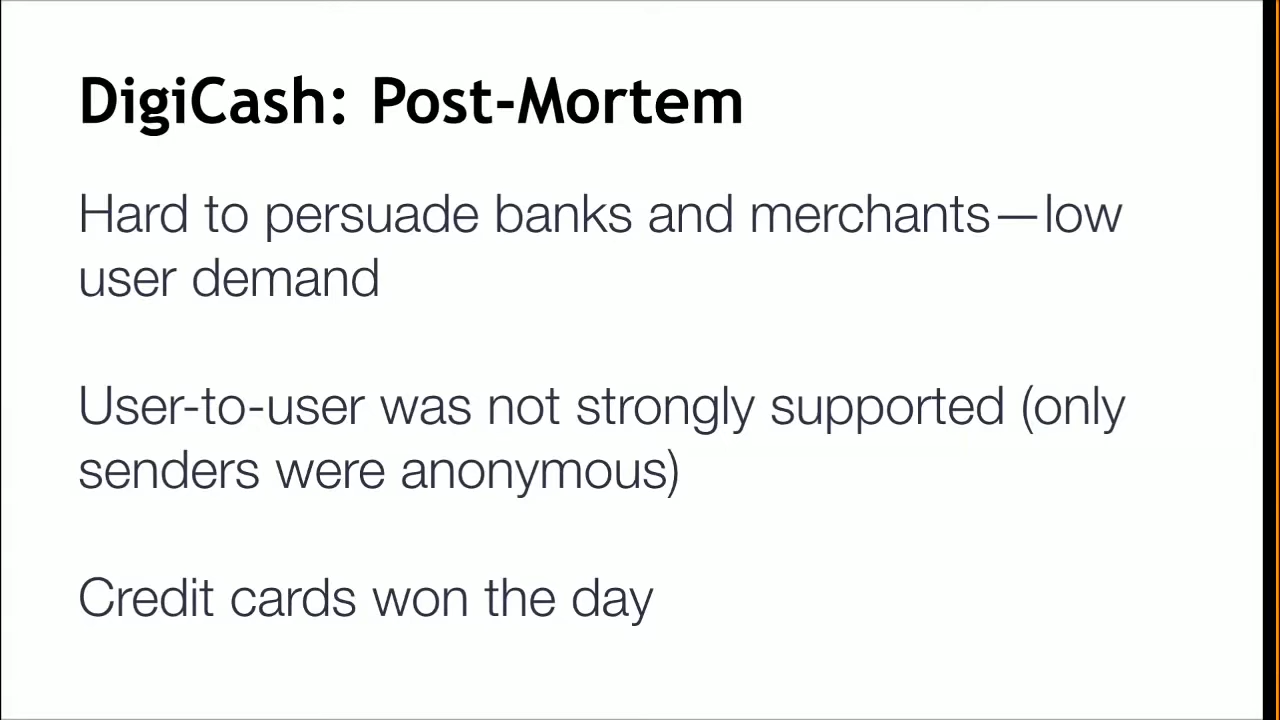 DigiCash: Post-Mortem
Hard to persuade banks and merchants—low
user demand
User-to-user was not strongly supported (only
senders were anonymous)
Credit cards won the day